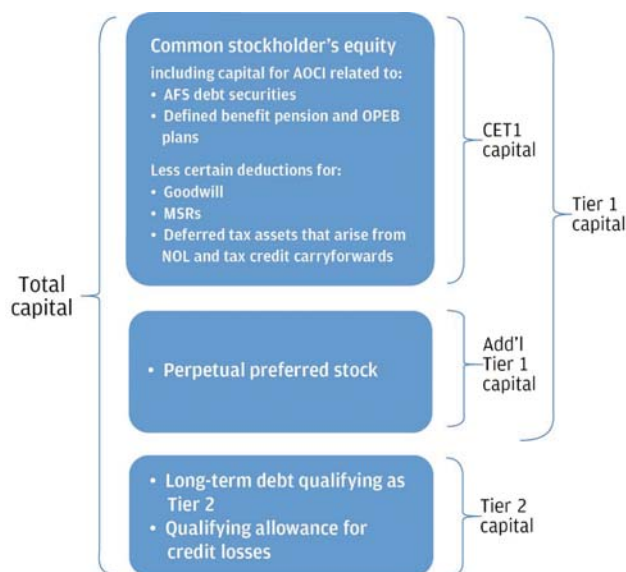 Common stockholder's equity
including capital for AOCI related to:
• AFS debt securities
• Defined benefit pension and OPEB
plans
Less certain deductions for:
• Goodwill
• MSRs
• Deferred tax assets that arise from
NOL and tax credit carryforwards
CET1
capital
Tier 1
capital
Total
capital
• Perpetual preferred stock
Add'l
Tier 1
capital
• Long-term debt qualifying as
Tier 2
• Qualifying allowance for
credit losses
Tier 2
capital